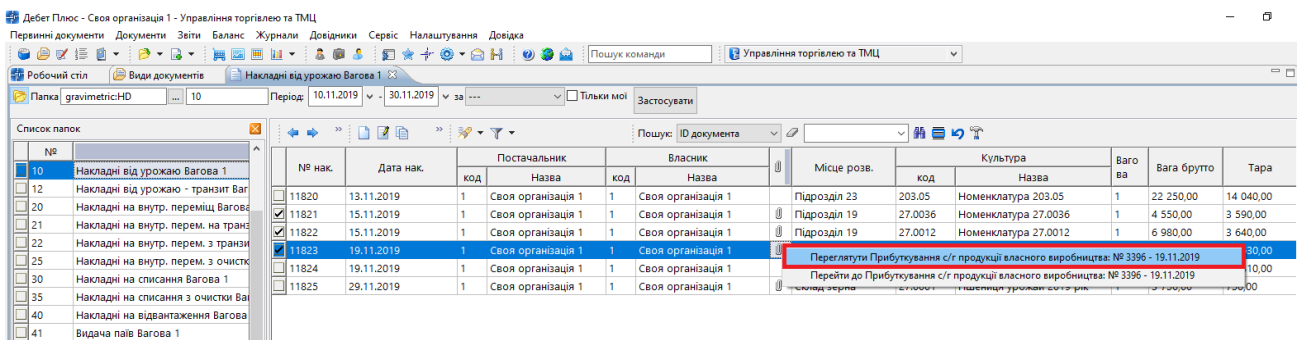 Дебет Плюс - Своя організація 1 - Управління торгівлею та ТМЦ
Первинні документи Документи Звіти Баланс Журнали Довідники Сервіс Налаштування Довідка
Пошук команди Управління торгівлею та ТМЦ
Робочий стіл Види документів Накладні від урожаю Вагова 1
Папка gravimetric:HD ... 10 Період: 10.11.2019 - 30.11.2019 за --- Тільки мої Застосувати
Список папок Пошук: ID документа
№
10 Накладні від урожаю Вагова 1
12 Накладні від урожаю - транзит Ваг
20 Накладні на внутр. переміщ Вагова
21 Накладні на внутр. перем. на транз
22 Накладні на внутр. перем. з транзи
25 Накладні на внутр. перем. з очистк
30 Накладні на списання Вагова 1
35 Накладні на списання з очистки Ваг
40 Накладні на відвантаження Вагова
41 Видача паїв Вагова 1
№ нак. Дата нак. Постачальник Власник Місце розв. Культура Ваго ва Вага брутто Тара
код Назва код Назва код Назва
11820 13.11.2019 1 Своя організація 1 1 Своя організація 1 Підрозділ 23 203.05 Номенклатура 203.05 1 22 250,00 14 040,00
11821 15.11.2019 1 Своя організація 1 1 Своя організація 1 Підрозділ 19 27.0036 Номенклатура 27.0036 1 4 550,00 3 590,00
11822 15.11.2019 1 Своя організація 1 1 Своя організація 1 Підрозділ 19 27.0012 Номенклатура 27.0012 1 6 980,00 3 640,00
11823 19.11.2019 1 Своя організація 1 1 Своя організація 1
Переглятути Прибуткування с/г продукції власного виробництва: № 3396 - 19.11.2019
11824 19.11.2019 1 Своя організація 1 1 Своя організація 1
Перейти до Прибуткування с/г продукції власного виробництва: № 3396 - 19.11.2019
11825 29.11.2019 1 Своя організація 1 1 Своя організація 1